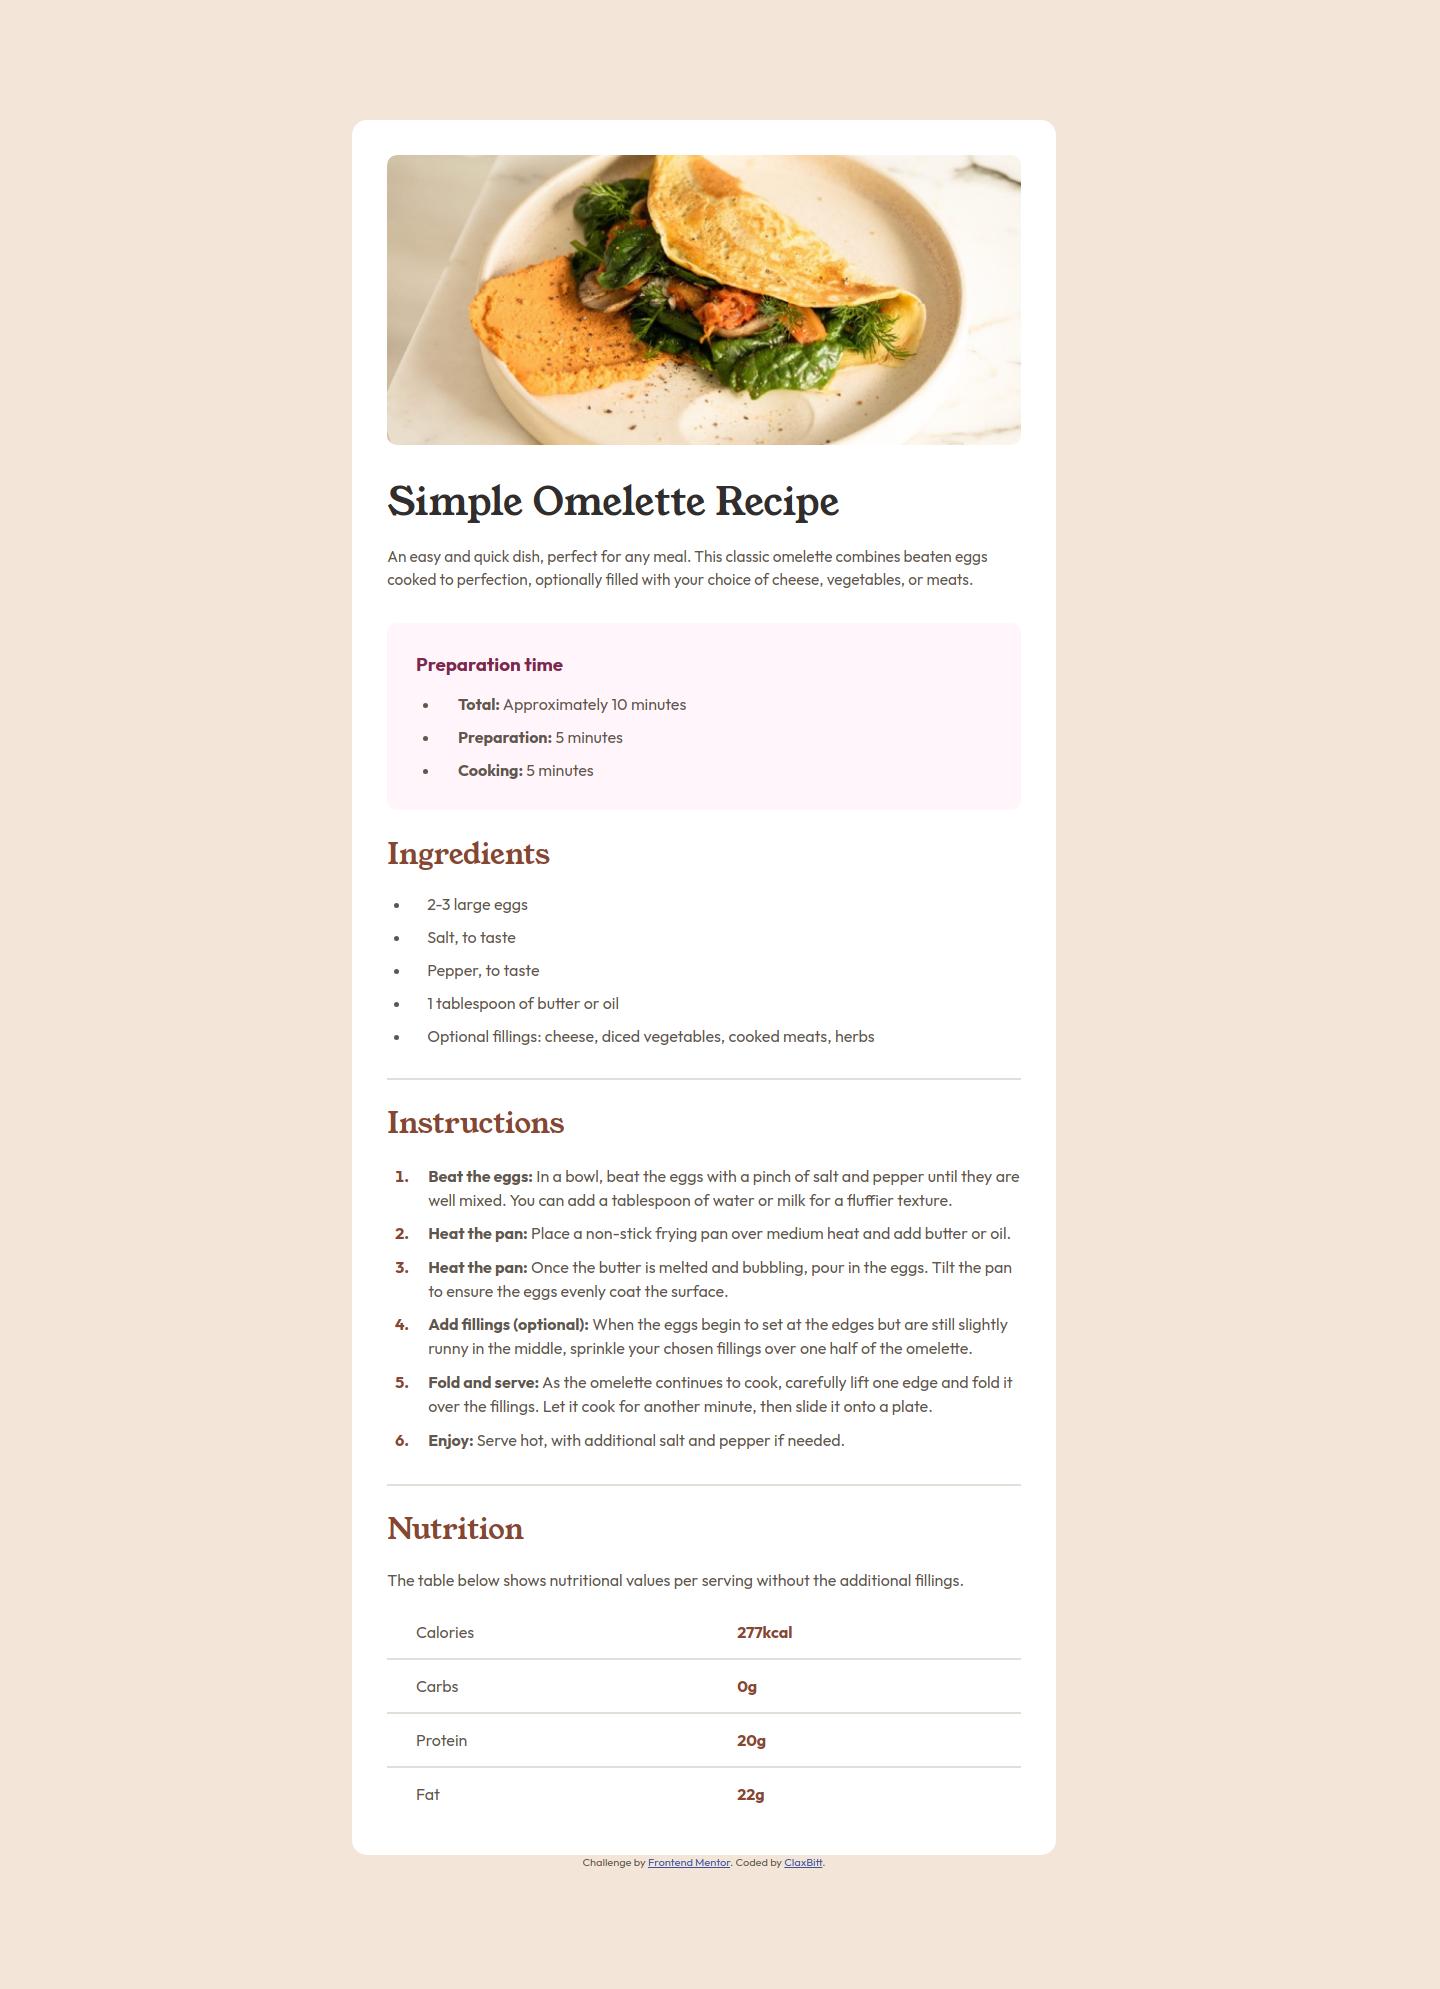 Simple Omelette Recipe
An easy and quick dish, perfect for any meal. This classic omelette combines beaten eggs
cooked to perfection, optionally filled with your choice of cheese, vegetables, or meats.
Preparation time
• Total: Approximately 10 minutes
• Preparation: 5 minutes
• Cooking: 5 minutes
Ingredients
• 2-3 large eggs
• Salt, to taste
• Pepper, to taste
• 1 tablespoon of butter or oil
• Optional fillings: cheese, diced vegetables, cooked meats, herbs
Instructions
1. Beat the eggs: In a bowl, beat the eggs with a pinch of salt and pepper until they are
well mixed. You can add a tablespoon of water or milk for a fluffier texture.
2. Heat the pan: Place a non-stick frying pan over medium heat and add butter or oil.
3. Heat the pan: Once the butter is melted and bubbling, pour in the eggs. Tilt the pan
to ensure the eggs evenly coat the surface.
4. Add fillings (optional): When the eggs begin to set at the edges but are still slightly
runny in the middle, sprinkle your chosen fillings over one half of the omelette.
5. Fold and serve: As the omelette continues to cook, carefully lift one edge and fold it
over the fillings. Let it cook for another minute, then slide it onto a plate.
6. Enjoy: Serve hot, with additional salt and pepper if needed.
Nutrition
The table below shows nutritional values per serving without the additional fillings.
Calories 277kcal
Carbs 0g
Protein 20g
Fat 22g
Challenge by Frontend Mentor. Coded by ClaxBitt.